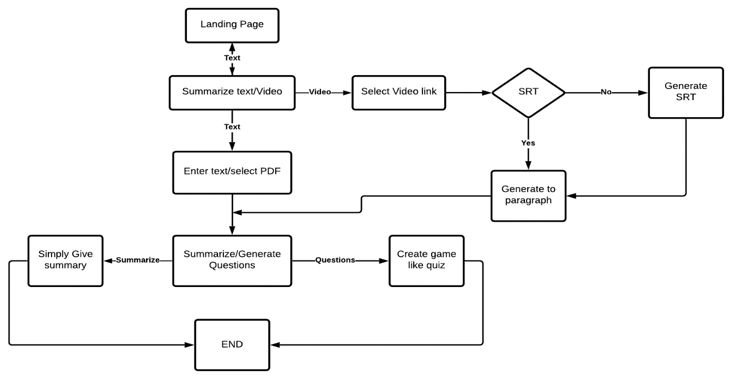 Landing Page
Text
Summarize text/Video
Video
Select Video link
SRT
No
Generate
SRT
Text
Yes
Enter text/select PDF
Generate to
paragraph
Simply Give
summary
Summarize
Summarize/Generate
Questions
Questions
Create game
like quiz
END